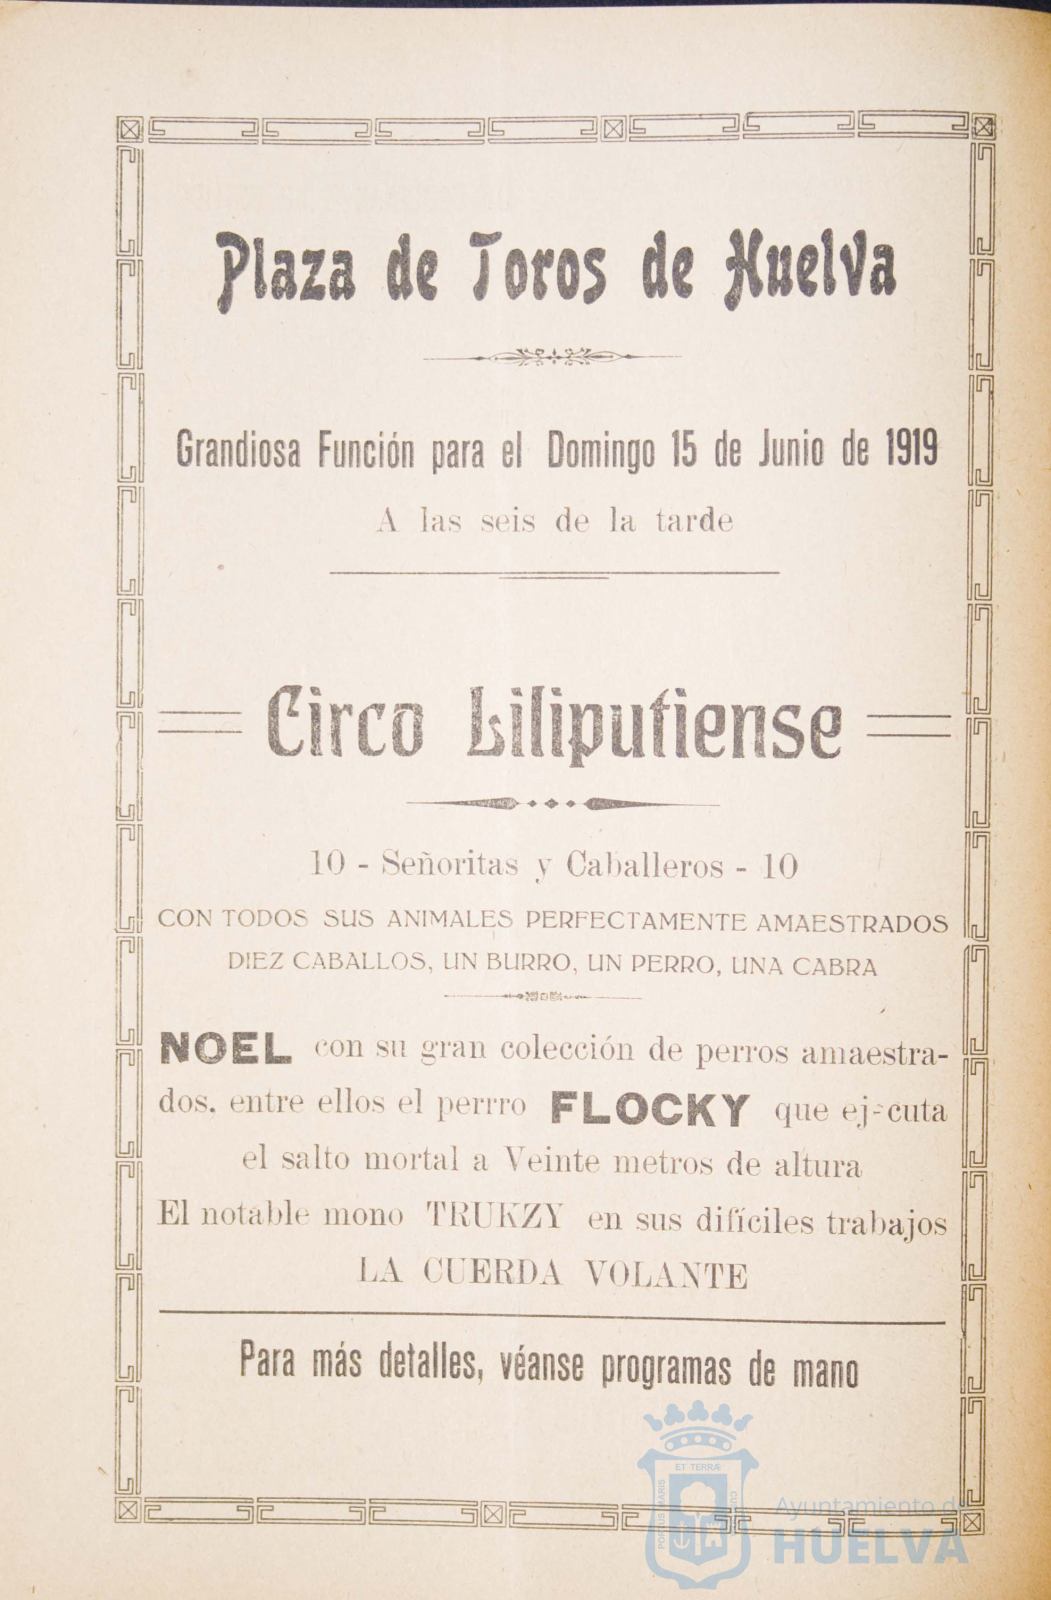 Plaza de Toros de Huelva
Grandiosa Función para el Domingo 15 de Junio de 1919
A las seis de la tarde
Circo Liliputiense
10 - Señoritas y Caballeros - 10
CON TODOS SUS ANIMALES PERFECTAMENTE AMAESTRADOS
DIEZ CABALLOS, UN BURRO, UN PERRO, UNA CABRA
NOEL con su gran colección de perros amaestra-
dos. entre ellos el perrro FLOCKY que ejecuta
el salto mortal a Veinte metros de altura
El notable mono TRUKZY en sus difíciles trabajos
LA CUERDA VOLANTE
Para más detalles, véanse programas de mano
ET TERRÆ
PORTUS MARIS
Ayuntamiento de
HUELVA